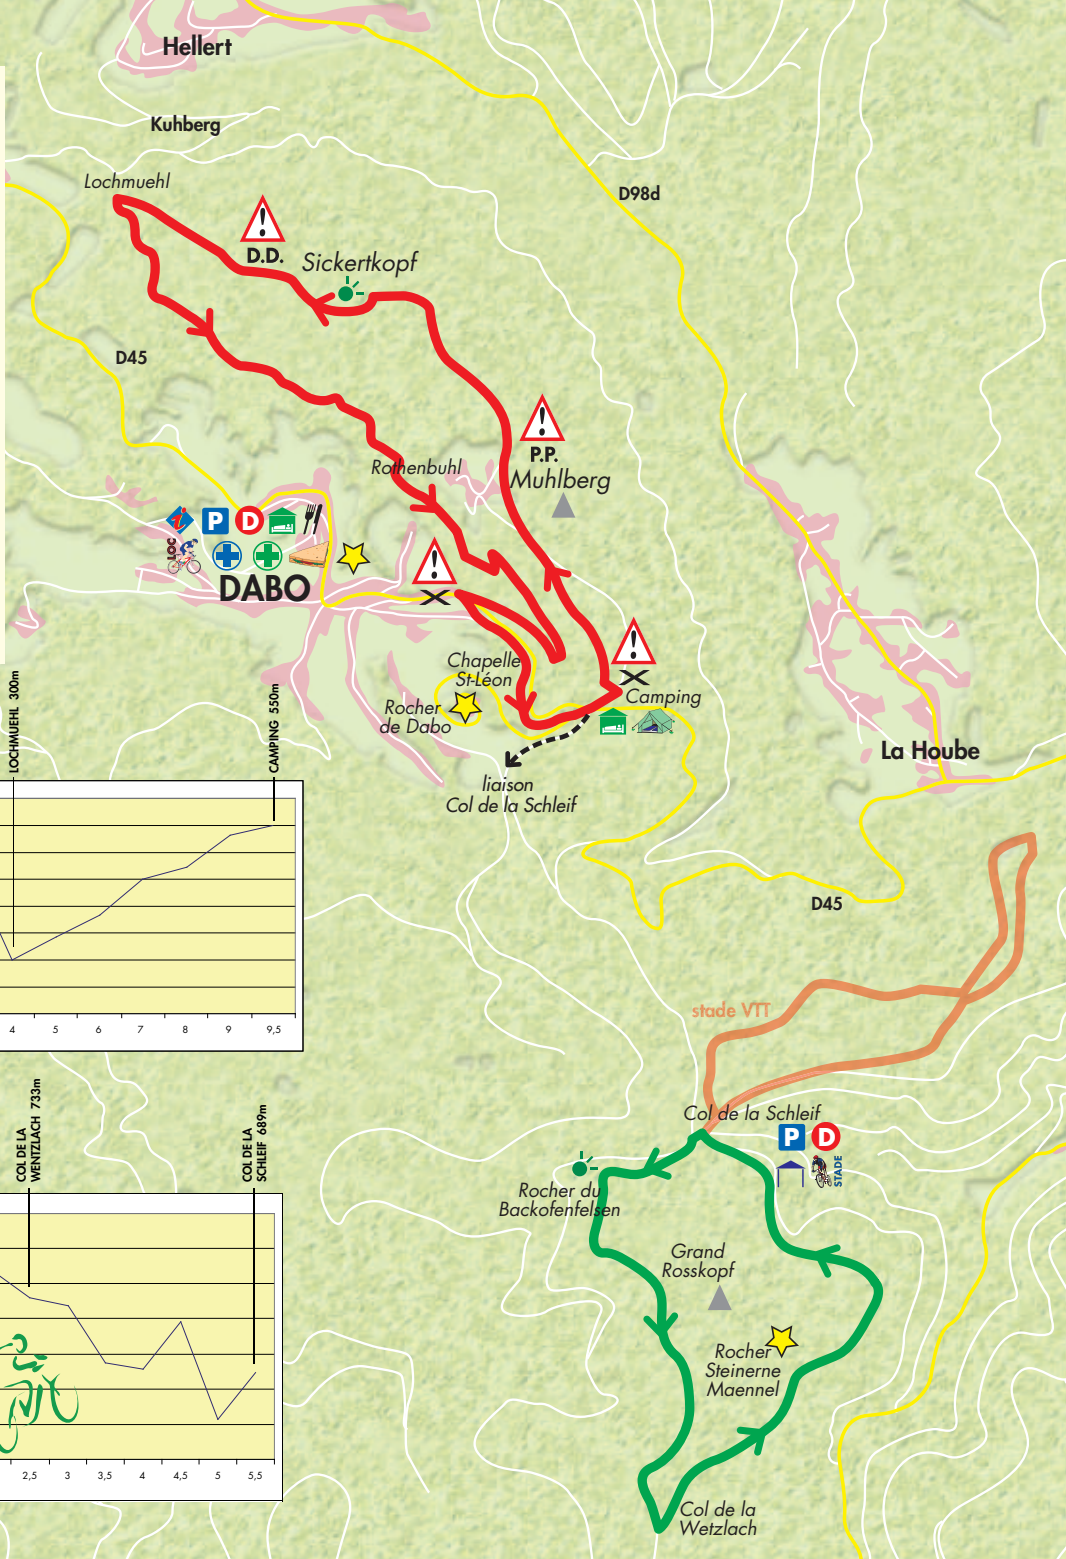 Hellert
Kuhberg
Lochmuehl
D98d
D.D.
Sickertkopf
D45
P.P.
Muhlberg
Rothenbuhl
i P D
LOC
DABO
Chapelle
St-Léon
Rocher
de Dabo
Camping
La Hoube
liaison
Col de la Schleif
LOCHMUEHL 300m
CAMPING 550m
4 5 6 7 8 9 9,5
D45
stade VTT
Col de la Schleif
P D
STADE
COL DE LA
WENTZLACH 733m
COL DE LA
SCHLEIF 689m
Rocher du
Backofenfelsen
Grand
Rosskopf
Rocher
Steinerne
Maennel
2,5 3 3,5 4 4,5 5 5,5
Col de la
Wetzlach